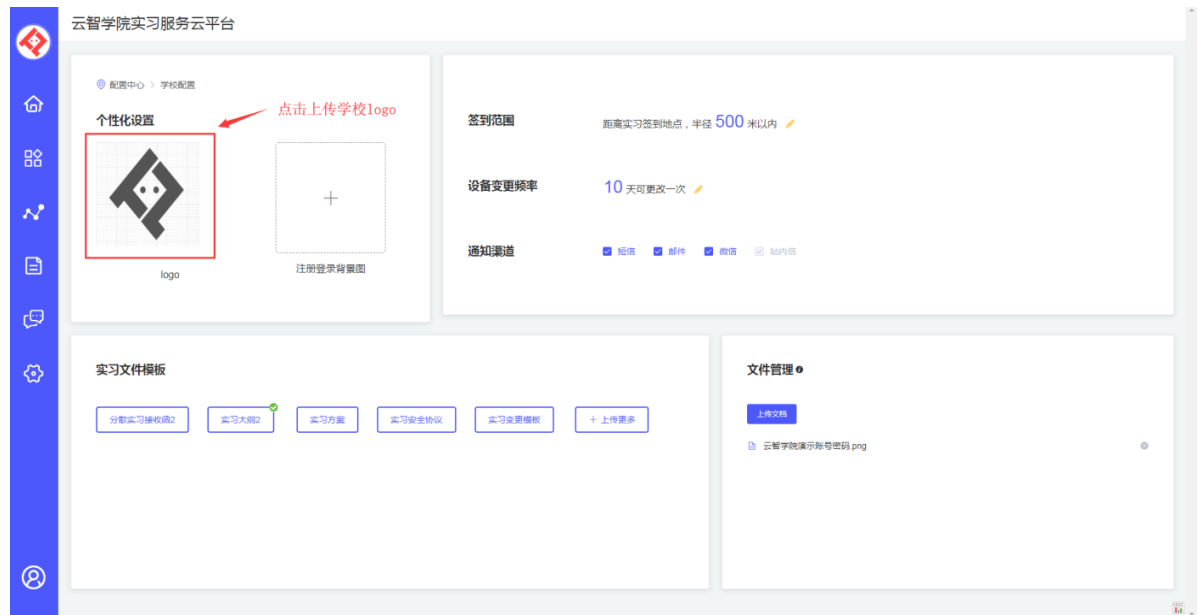 云智学院实习服务云平台
配置中心 > 学校配置
点击上传学校logo
个性化设置
logo
注册登录背景图
签到范围
距离实习签到地点，半径 500 米以内
设备变更频率
10 天可更改一次
通知渠道
短信 邮件 微信 站内信
实习文件模板
分散实习接收函2 实习大纲2 实习方案 实习安全协议 实习变更模板 + 上传更多
文件管理
上传文档
云智学院演示账号密码.png